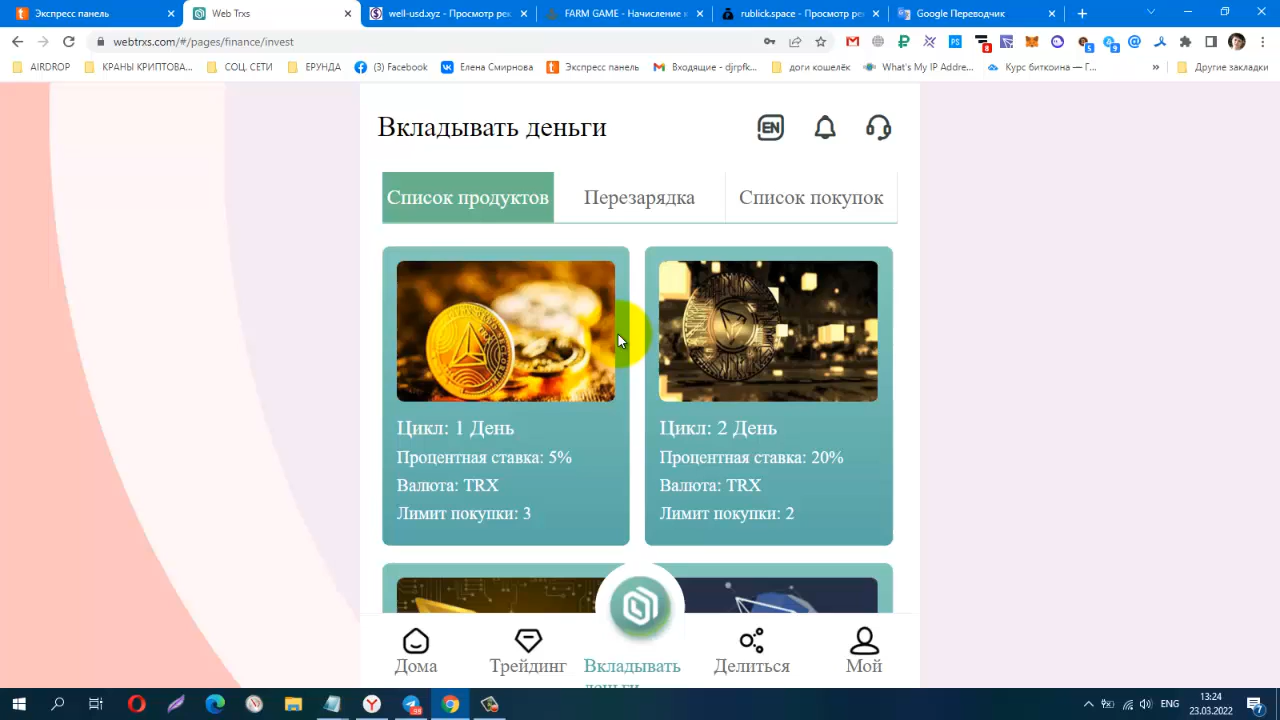 Экспресс панель
Web Trxs
well-usd.xyz - Просмотр рек
FARM GAME - Начисление к
rublick.space - Просмотр рек
Google Переводчик
webtrxs.com/#/pages/finance/invest
AIRDROP
КРАНЫ КРИПТОВА...
СОЦ. СЕТИ
ЕРУНДА
(3) Facebook
Елена Смирнова
Экспресс панель
Входящие - djrpfk...
доги кошелёк
What's My IP Addre...
Курс биткоина — Г...
»
Другие закладки
Вкладывать деньги
EN
Список продуктов
Перезарядка
Список покупок
Цикл: 1 День
Процентная ставка: 5%
Валюта: TRX
Лимит покупки: 3
Цикл: 2 День
Процентная ставка: 20%
Валюта: TRX
Лимит покупки: 2
Дома
Трейдинг
Вкладывать
деньги
Делиться
Мой
ENG
13:24
23.03.2022